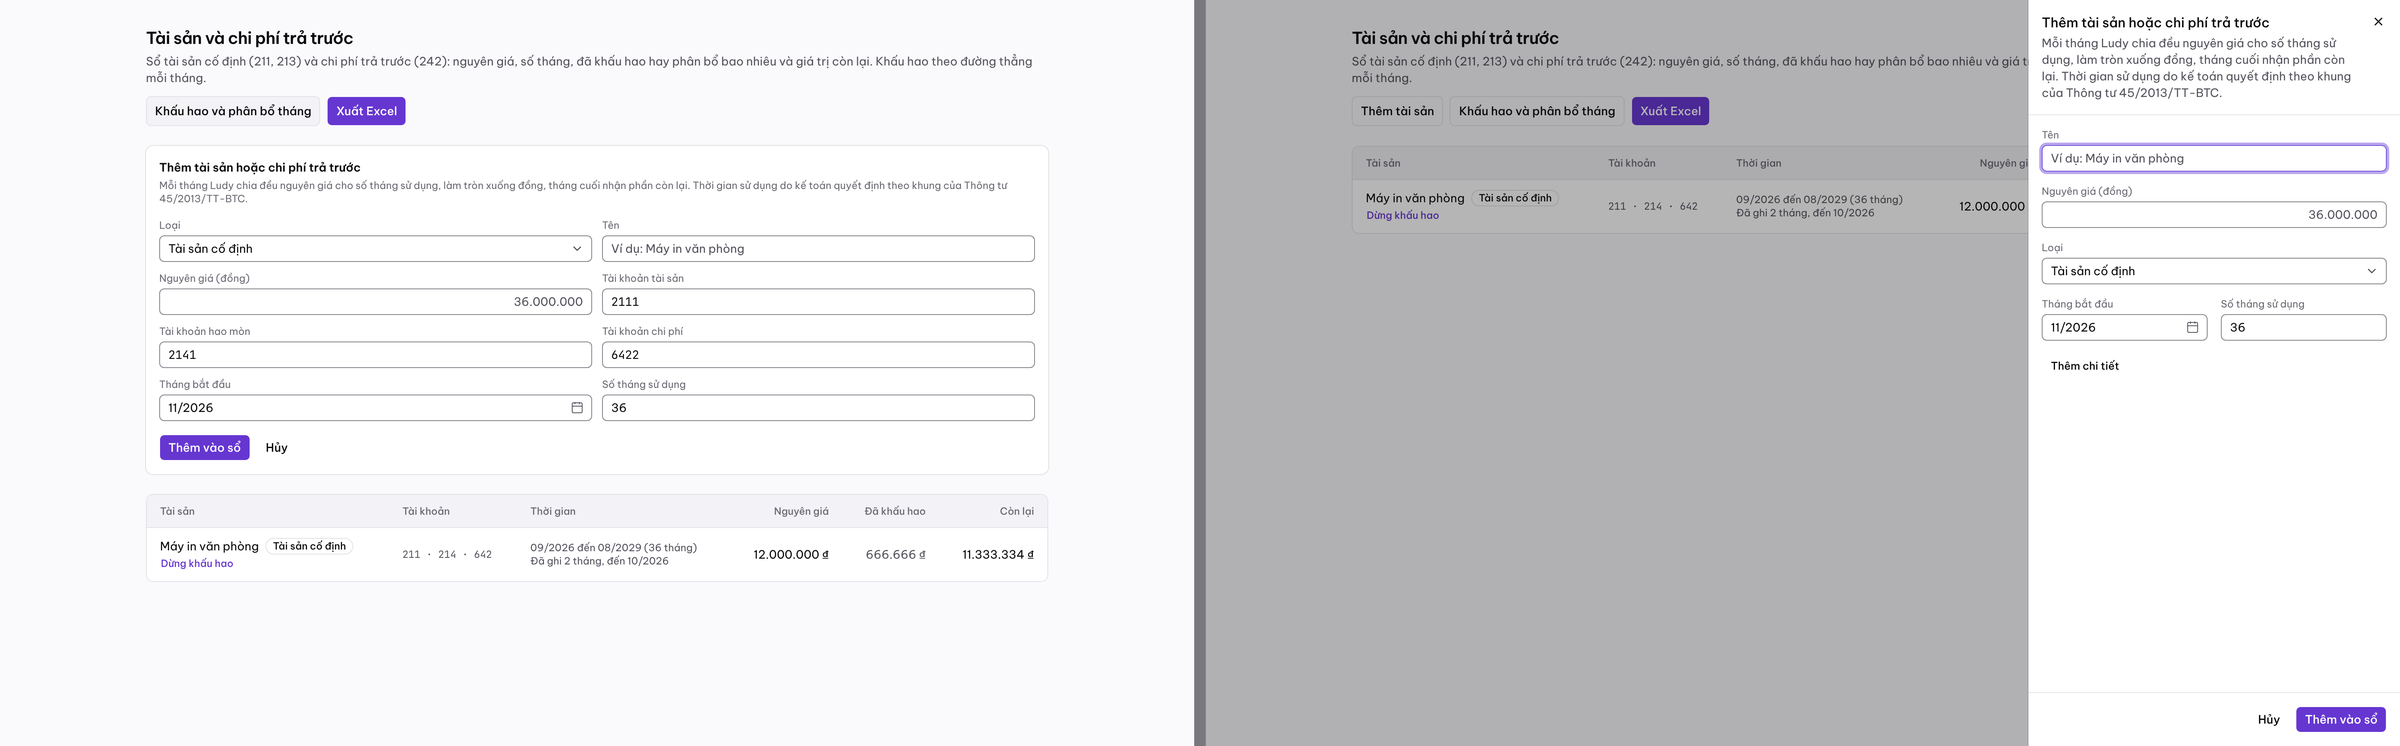 Tài sản và chi phí trả trước
Sổ tài sản cố định (211, 213) và chi phí trả trước (242): nguyên giá, số tháng, đã khấu hao hay phân bổ bao nhiêu và giá trị còn lại. Khấu hao theo đường thẳng
mỗi tháng.
Khấu hao và phân bổ tháng
Xuất Excel
Thêm tài sản hoặc chi phí trả trước
Mỗi tháng Ludy chia đều nguyên giá cho số tháng sử dụng, làm tròn xuống đồng, tháng cuối nhận phần còn lại. Thời gian sử dụng do kế toán quyết định theo khung của Thông tư
45/2013/TT-BTC.
Loại
Tên
Tài sản cố định
Ví dụ: Máy in văn phòng
Nguyên giá (đồng)
Tài khoản tài sản
36.000.000
2111
Tài khoản hao mòn
Tài khoản chi phí
2141
6422
Tháng bắt đầu
Số tháng sử dụng
11/2026
36
Thêm vào sổ
Hủy
Tài sản
Tài khoản
Thời gian
Nguyên giá
Đã khấu hao
Còn lại
Máy in văn phòng
Tài sản cố định
Dừng khấu hao
211 · 214 · 642
09/2026 đến 08/2029 (36 tháng)
Đã ghi 2 tháng, đến 10/2026
12.000.000 ₫
666.666 ₫
11.333.334 ₫
Tài sản và chi phí trả trước
Sổ tài sản cố định (211, 213) và chi phí trả trước (242): nguyên giá, số tháng, đã khấu hao hay phân bổ bao nhiêu và giá t
mỗi tháng.
Thêm tài sản
Khấu hao và phân bổ tháng
Xuất Excel
Tài sản
Tài khoản
Thời gian
Nguyên gi
Máy in văn phòng
Tài sản cố định
Dừng khấu hao
211 · 214 · 642
09/2026 đến 08/2029 (36 tháng)
Đã ghi 2 tháng, đến 10/2026
12.000.000
Thêm tài sản hoặc chi phí trả trước
Mỗi tháng Ludy chia đều nguyên giá cho số tháng sử
dụng, làm tròn xuống đồng, tháng cuối nhận phần còn
lại. Thời gian sử dụng do kế toán quyết định theo khung
của Thông tư 45/2013/TT-BTC.
Tên
Ví dụ: Máy in văn phòng
Nguyên giá (đồng)
36.000.000
Loại
Tài sản cố định
Tháng bắt đầu
Số tháng sử dụng
11/2026
36
Thêm chi tiết
Hủy
Thêm vào sổ